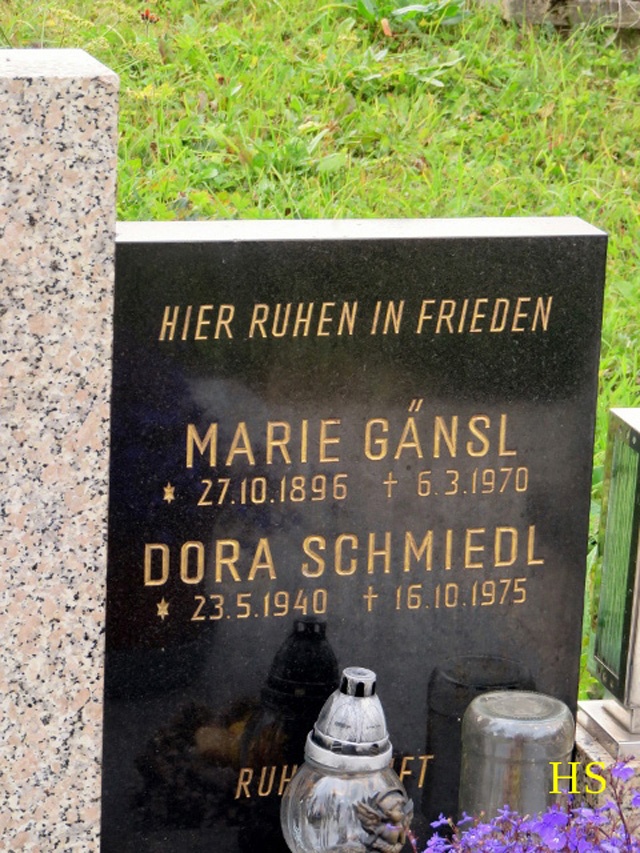 HIER RUHEN IN FRIEDEN
MARIE GÄNSL
* 27.10.1896 † 6.3.1970
DORA SCHMIEDL
* 23.5.1940 † 16.10.1975
HS